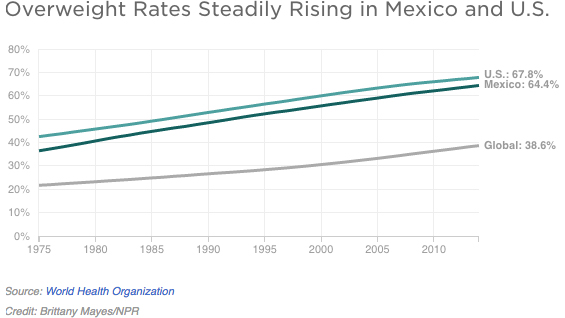 Overweight Rates Steadily Rising in Mexico and U.S.
80%
70%
60%
50%
40%
30%
20%
10%
0%
U.S.: 67.8%
Mexico: 64.4%
Global: 38.6%
1975 1980 1985 1990 1995 2000 2005 2010
Source: World Health Organization
Credit: Brittany Mayes/NPR